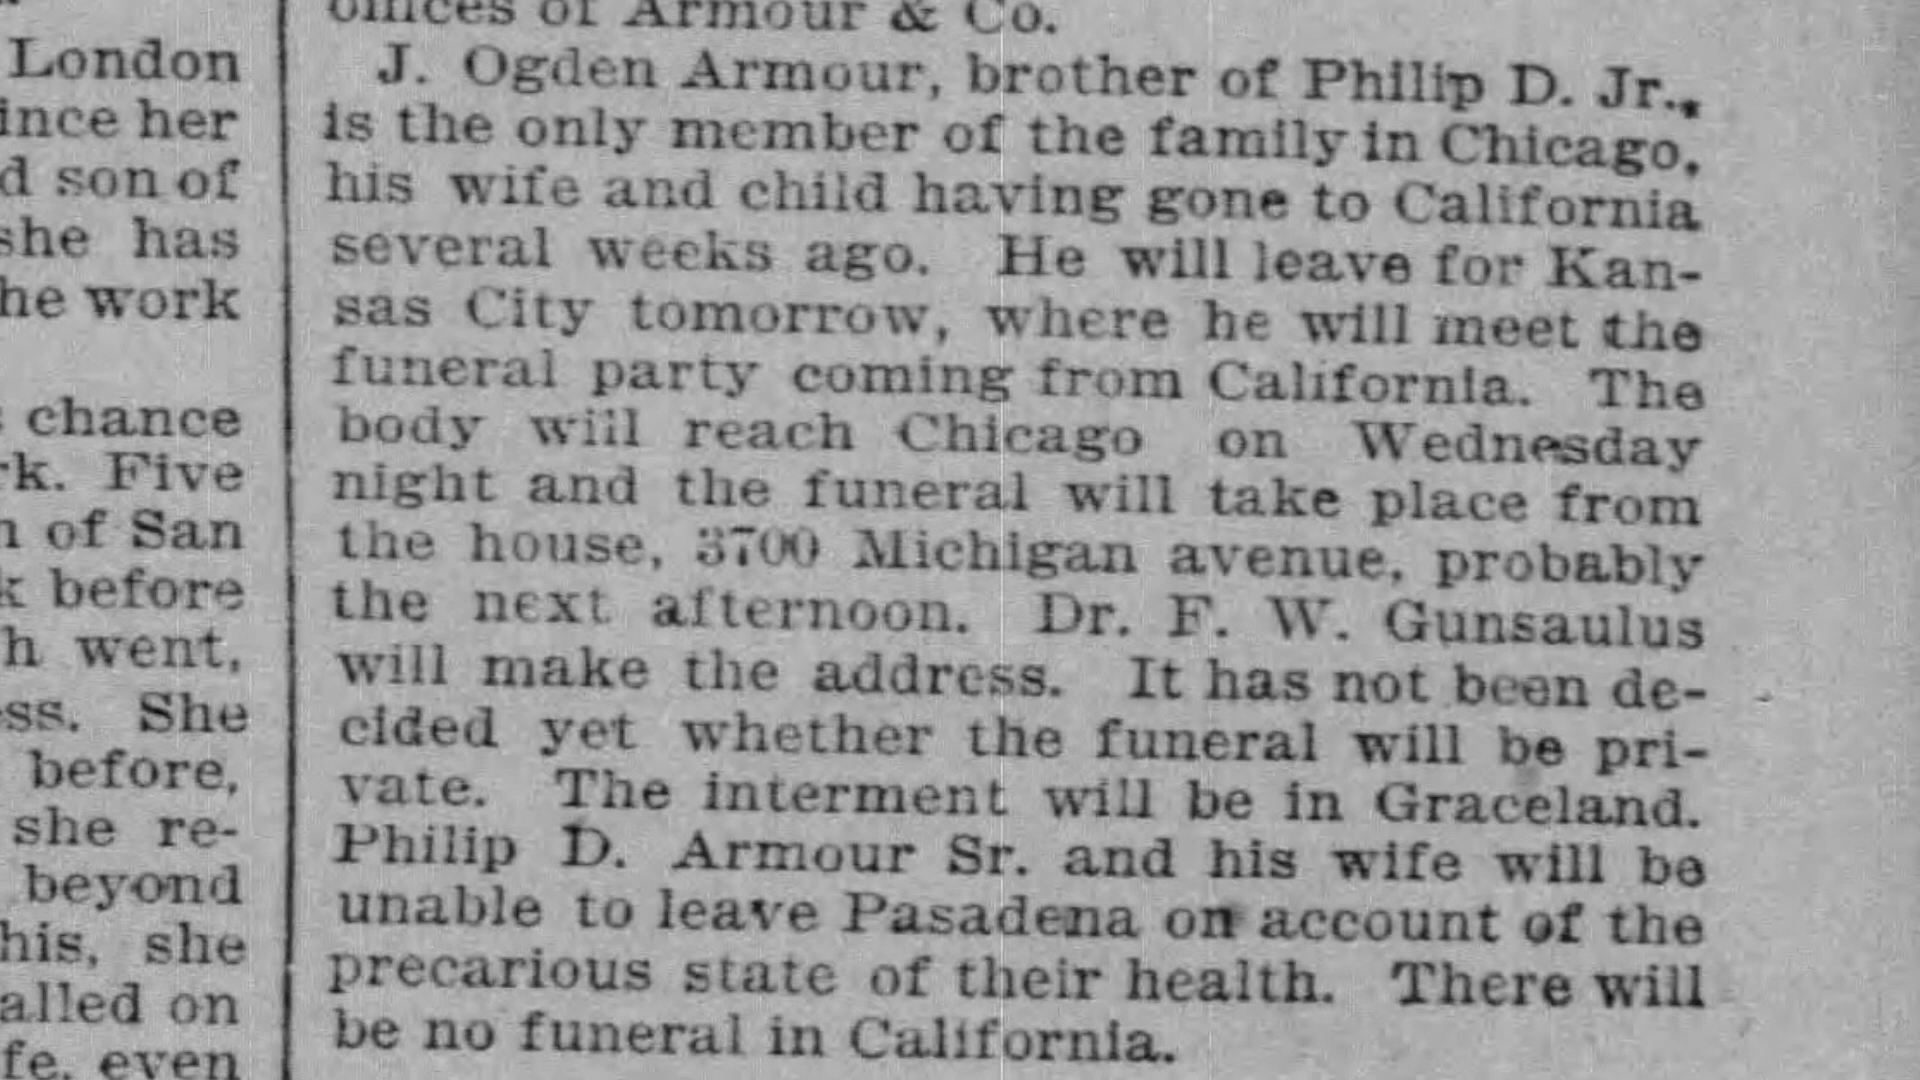 London
ince her
d son of
she has
he work
chance
rk. Five
n of San
k before
h went,
ss. She
before,
she re-
beyond
his, she
alled on
fe, even
offices of Armour & Co.
J. Ogden Armour, brother of Philip D. Jr.,
is the only member of the family in Chicago,
his wife and child having gone to California
several weeks ago. He will leave for Kan-
sas City tomorrow, where he will meet the
funeral party coming from California. The
body will reach Chicago on Wednesday
night and the funeral will take place from
the house, 3700 Michigan avenue, probably
the next afternoon. Dr. F. W. Gunsaulus
will make the address. It has not been de-
cided yet whether the funeral will be pri-
vate. The interment will be in Graceland.
Philip D. Armour Sr. and his wife will be
unable to leave Pasadena on account of the
precarious state of their health. There will
be no funeral in California.